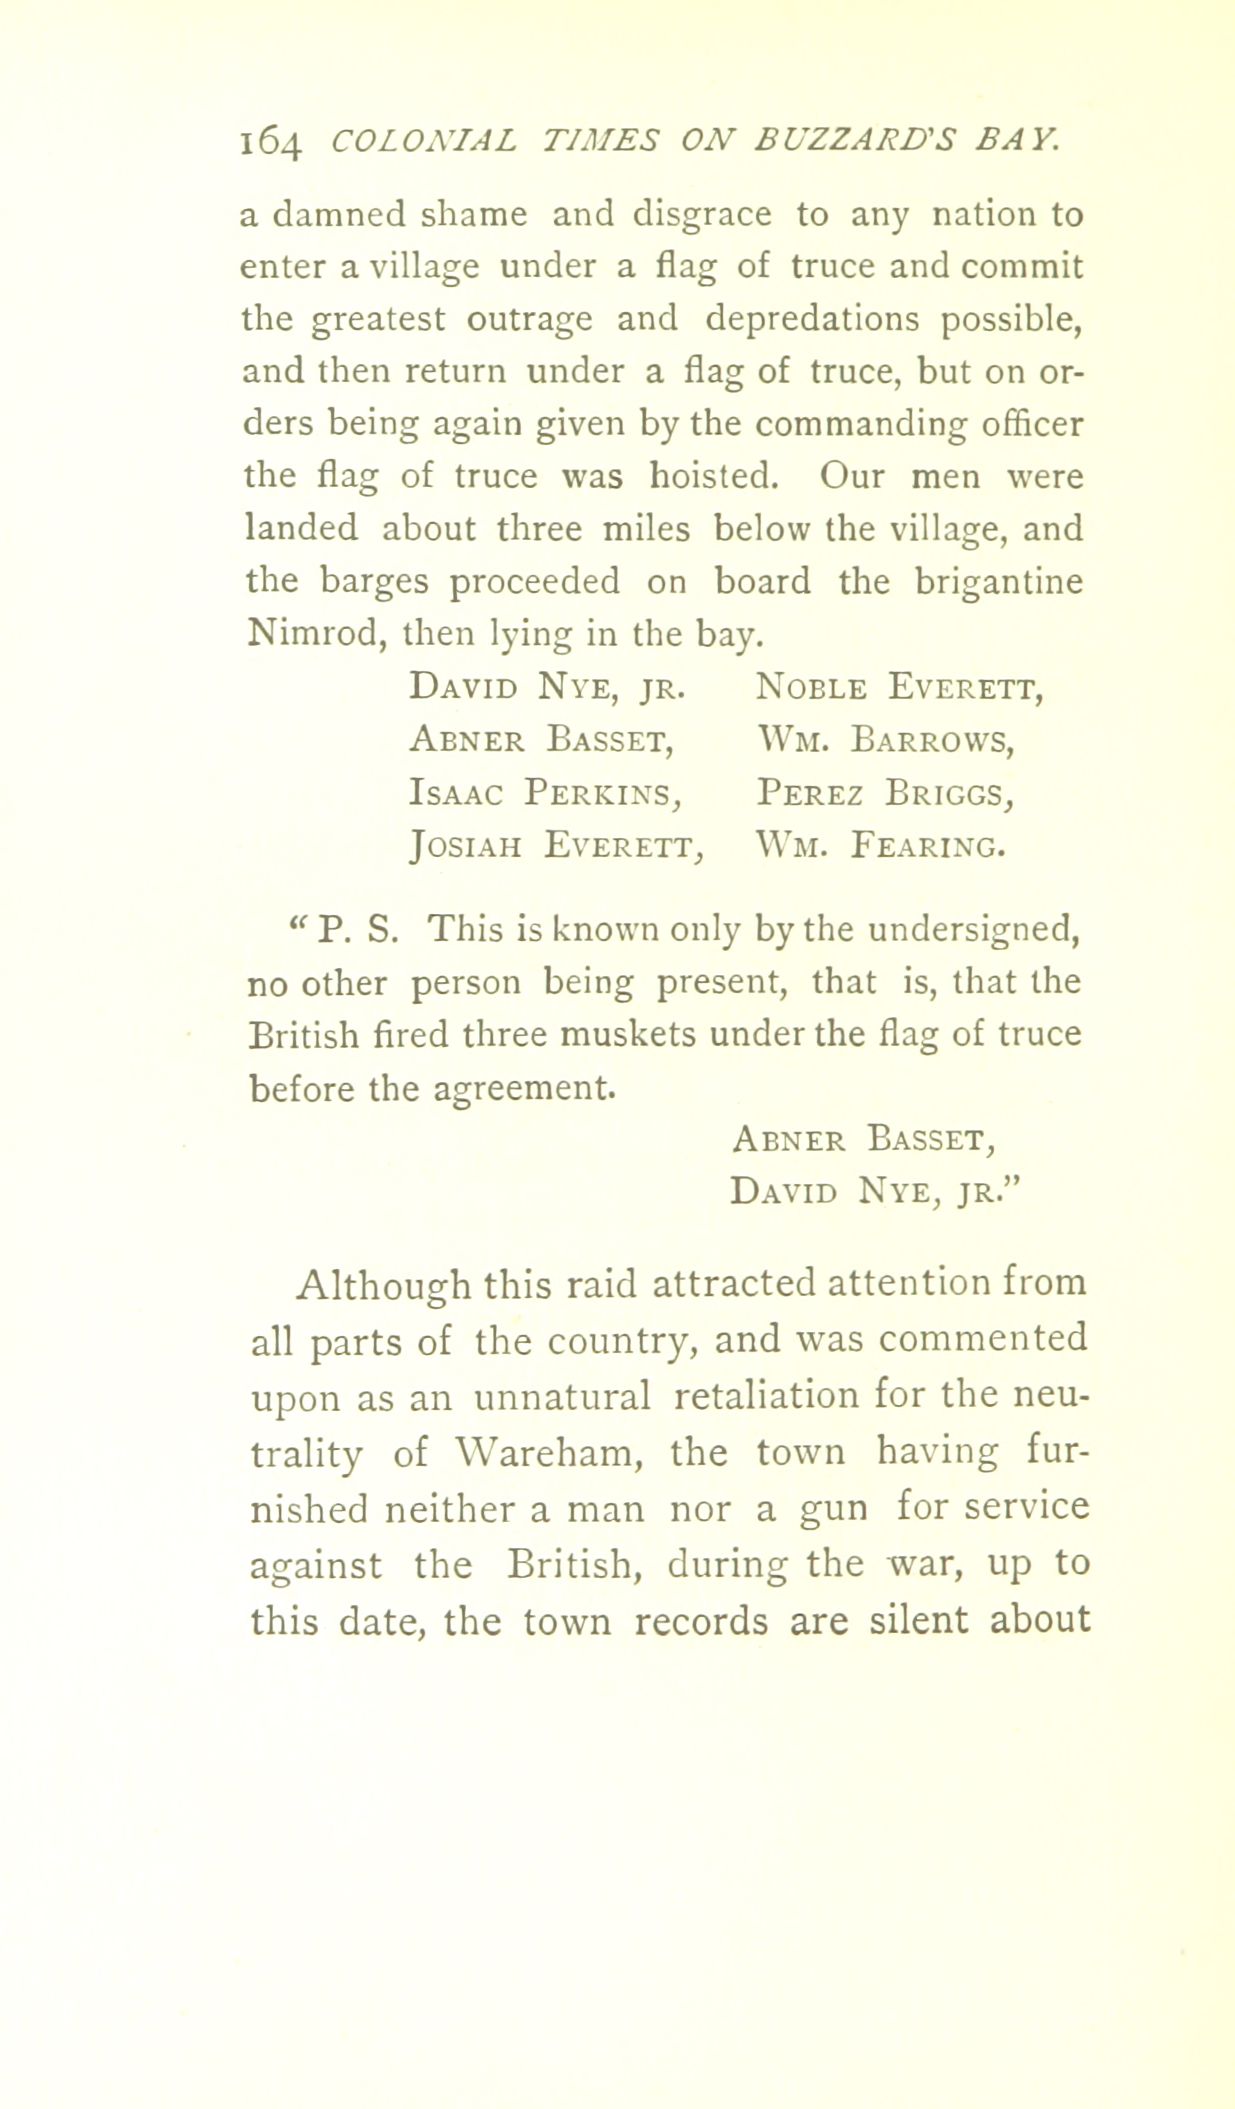 164 COLONIAL TIMES ON BUZZARD'S BAY.
a damned shame and disgrace to any nation to
enter a village under a flag of truce and commit
the greatest outrage and depredations possible,
and then return under a flag of truce, but on or-
ders being again given by the commanding officer
the flag of truce was hoisted. Our men were
landed about three miles below the village, and
the barges proceeded on board the brigantine
Nimrod, then lying in the bay.
DAVID NYE, JR. NOBLE EVERETT,
ABNER BASSET, WM. BARROWS,
ISAAC PERKINS, PEREZ BRIGGS,
JOSIAH EVERETT, WM. FEARING.
“ P. S. This is known only by the undersigned,
no other person being present, that is, that the
British fired three muskets under the flag of truce
before the agreement.
ABNER BASSET,
DAVID NYE, JR.”
Although this raid attracted attention from
all parts of the country, and was commented
upon as an unnatural retaliation for the neu-
trality of Wareham, the town having fur-
nished neither a man nor a gun for service
against the British, during the war, up to
this date, the town records are silent about